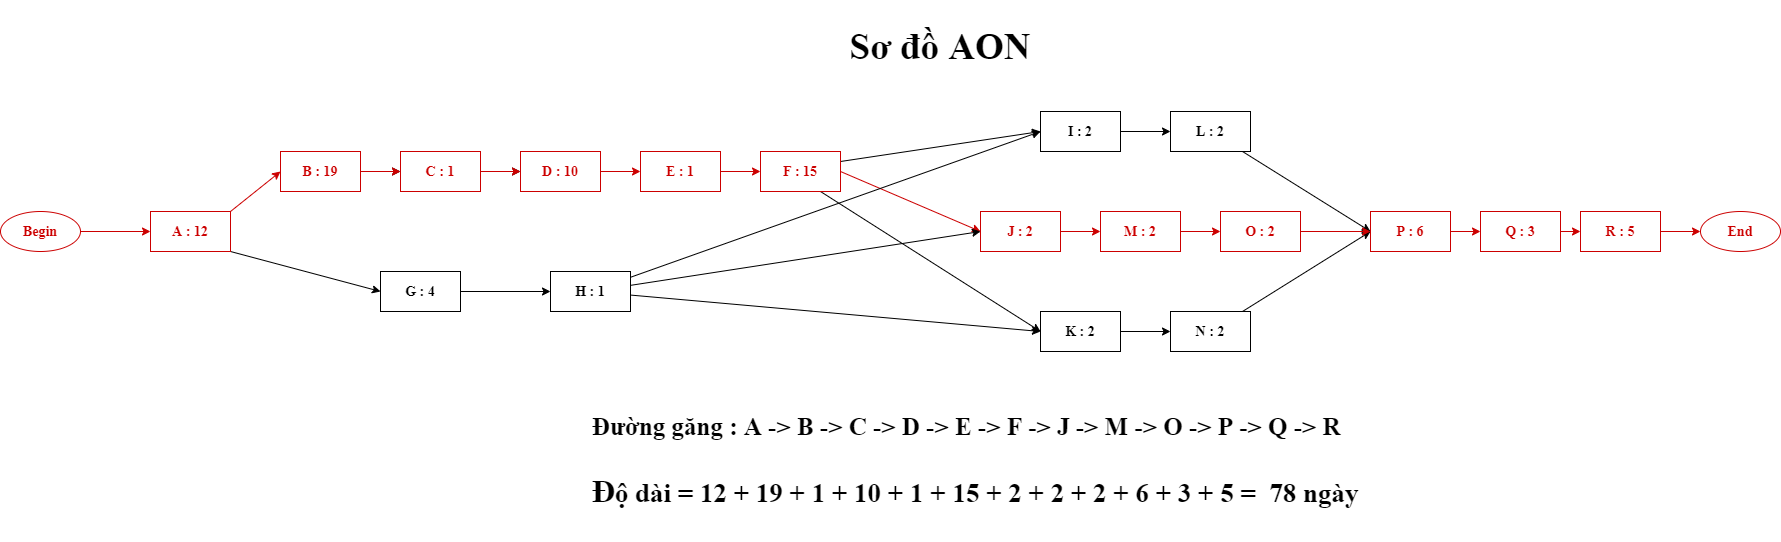 Sơ đồ AON
I : 2
L : 2
B : 19
C : 1
D : 10
E : 1
F : 15
Begin
A : 12
J : 2
M : 2
O : 2
P : 6
Q : 3
R : 5
End
G : 4
H : 1
K : 2
N : 2
Đường găng : A -> B -> C -> D -> E -> F -> J -> M -> O -> P -> Q -> R
Độ dài = 12 + 19 + 1 + 10 + 1 + 15 + 2 + 2 + 2 + 6 + 3 + 5 = 78 ngày